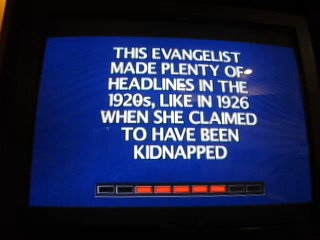 THIS EVANGELIST
MADE PLENTY OF
HEADLINES IN THE
1920s, LIKE IN 1926
WHEN SHE CLAIMED
TO HAVE BEEN
KIDNAPPED